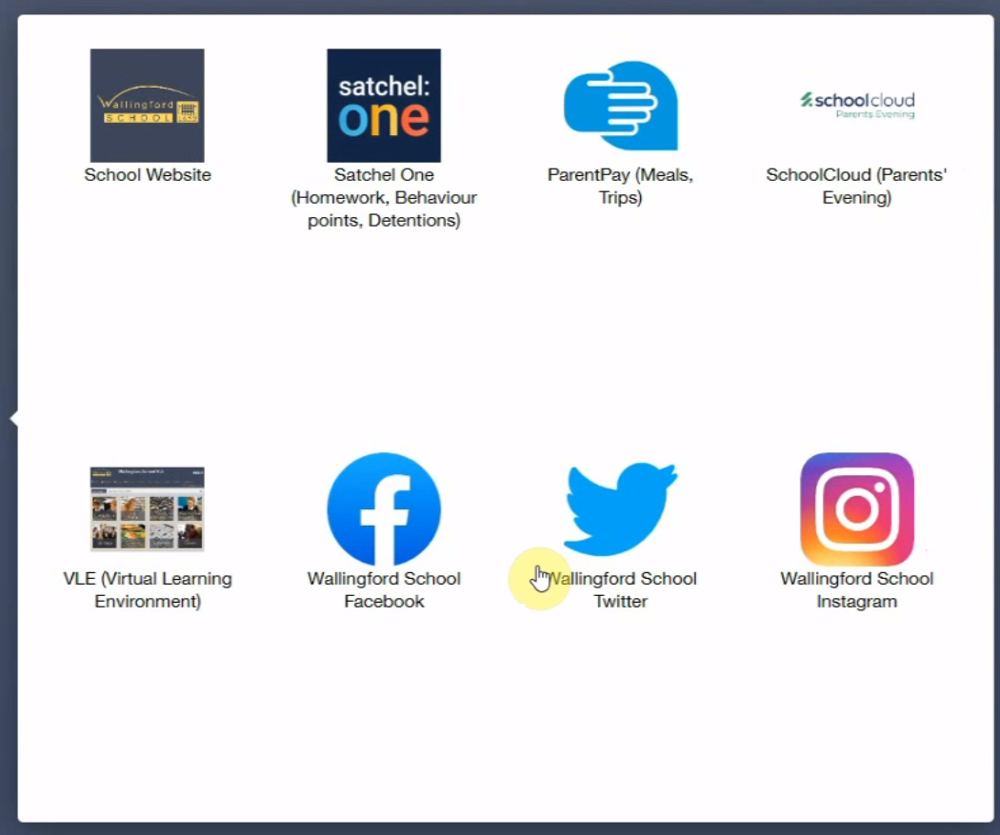 Wallingford
SCHOOL
School Website
satchel:
one
Satchel One
(Homework, Behaviour
points, Detentions)
ParentPay (Meals,
Trips)
schoolcloud
Parents Evening
SchoolCloud (Parents'
Evening)
VLE (Virtual Learning
Environment)
Wallingford School
Facebook
Wallingford School
Twitter
Wallingford School
Instagram